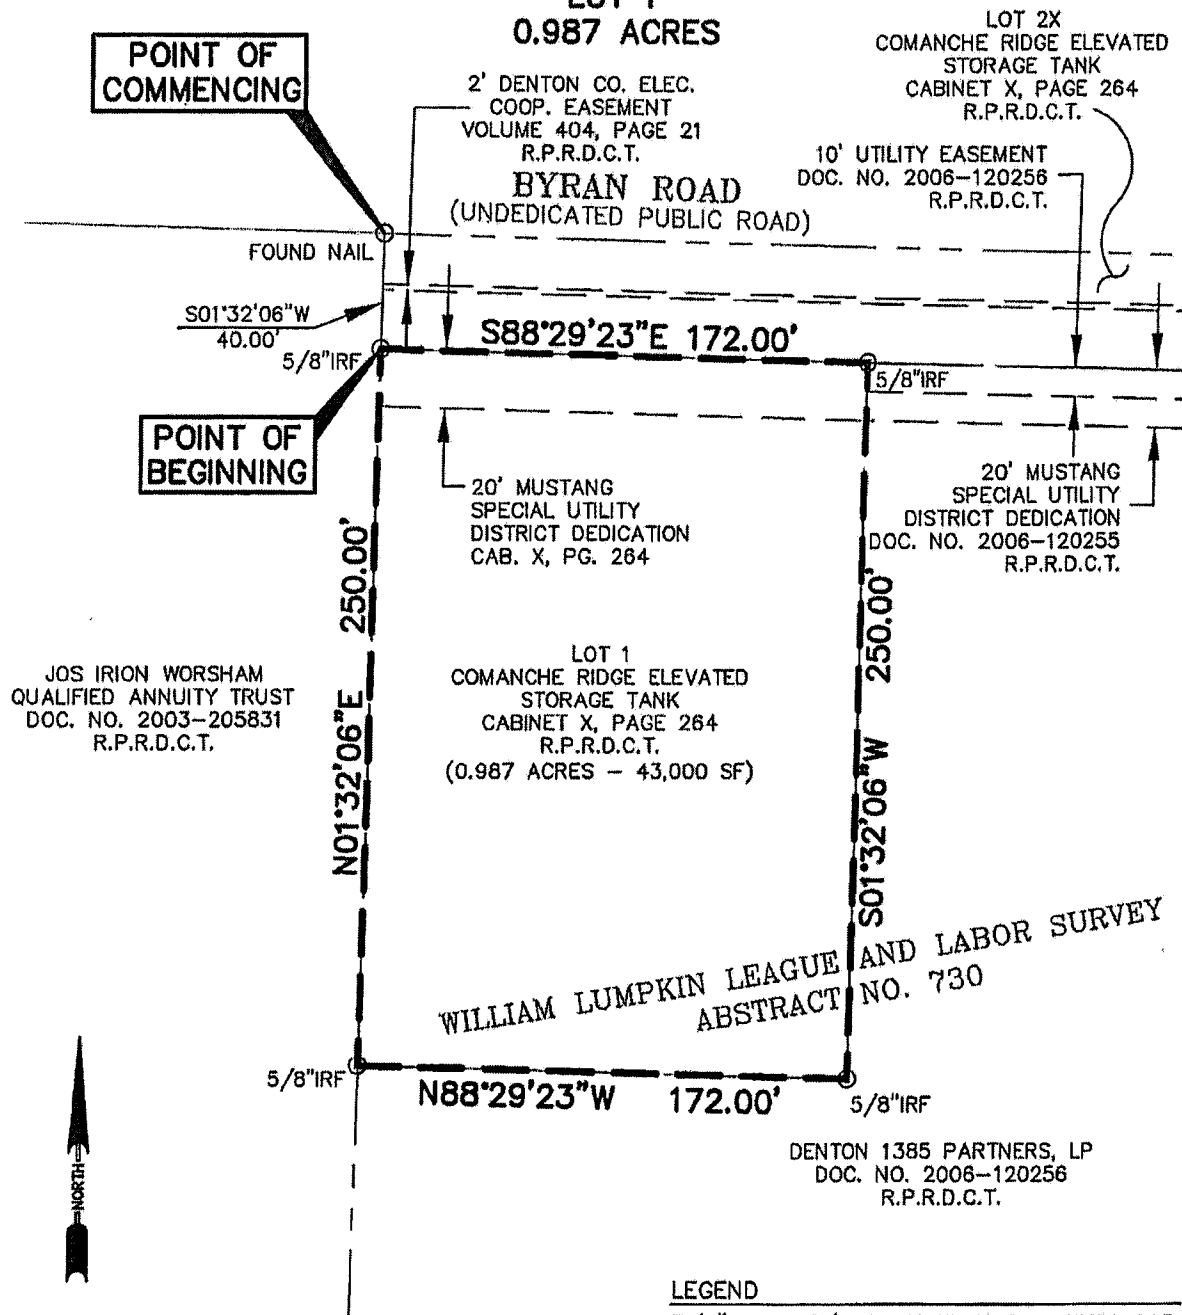 LOT 1
0.987 ACRES
POINT OF
COMMENCING
2' DENTON CO. ELEC.
COOP. EASEMENT
VOLUME 404, PAGE 21
R.P.R.D.C.T.
LOT 2X
COMANCHE RIDGE ELEVATED
STORAGE TANK
CABINET X, PAGE 264
R.P.R.D.C.T.
10' UTILITY EASEMENT
DOC. NO. 2006-120256
R.P.R.D.C.T.
BYRAN ROAD
(UNDEDICATED PUBLIC ROAD)
FOUND NAIL
S01°32'06"W
40.00'
5/8"IRF
S88°29'23"E 172.00'
5/8"IRF
POINT OF
BEGINNING
20' MUSTANG
SPECIAL UTILITY
DISTRICT DEDICATION
CAB. X, PG. 264
20' MUSTANG
SPECIAL UTILITY
DISTRICT DEDICATION
DOC. NO. 2006-120255
R.P.R.D.C.T.
N01°32'06"E 250.00'
S01°32'06"W 250.00'
JOS IRION WORSHAM
QUALIFIED ANNUITY TRUST
DOC. NO. 2003-205831
R.P.R.D.C.T.
LOT 1
COMANCHE RIDGE ELEVATED
STORAGE TANK
CABINET X, PAGE 264
R.P.R.D.C.T.
(0.987 ACRES - 43,000 SF)
WILLIAM LUMPKIN LEAGUE AND LABOR SURVEY
ABSTRACT NO. 730
5/8"IRF
N88°29'23"W 172.00'
5/8"IRF
DENTON 1385 PARTNERS, LP
DOC. NO. 2006-120256
R.P.R.D.C.T.
NORTH
LEGEND